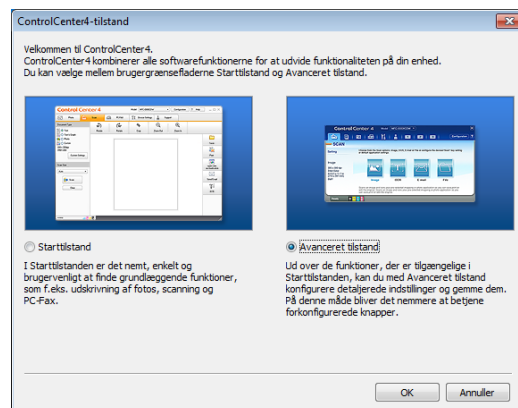 ControlCenter4-tilstand
Velkommen til ControlCenter4.
ControlCenter4 kombinerer alle softwarefunktionerne for at udvide funktionaliteten på din enhed.
Du kan vælge mellem brugergrænsefladerne Starttilstand og Avanceret tilstand.
Control Center 4
Control Center 4
SCAN
Starttilstand
I Starttilstanden er det nemt, enkelt og
brugervenligt at finde grundlæggende funktioner,
som f.eks. udskrivning af fotos, scanning og
PC-Fax.
Avanceret tilstand
Ud over de funktioner, der er tilgængelige i
Starttilstanden, kan du med Avanceret tilstand
konfigurere detaljerede indstillinger og gemme dem.
På denne måde bliver det nemmere at betjene
forkonfigurerede knapper.
OK
Annuller